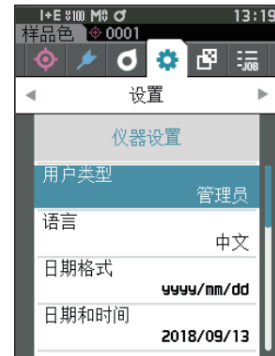 I+E M0 13:19
样品色 0001
JOB
设置
仪器设置
用户类型
管理员
语言
中文
日期格式
yyyy/mm/dd
日期和时间
2018/09/13